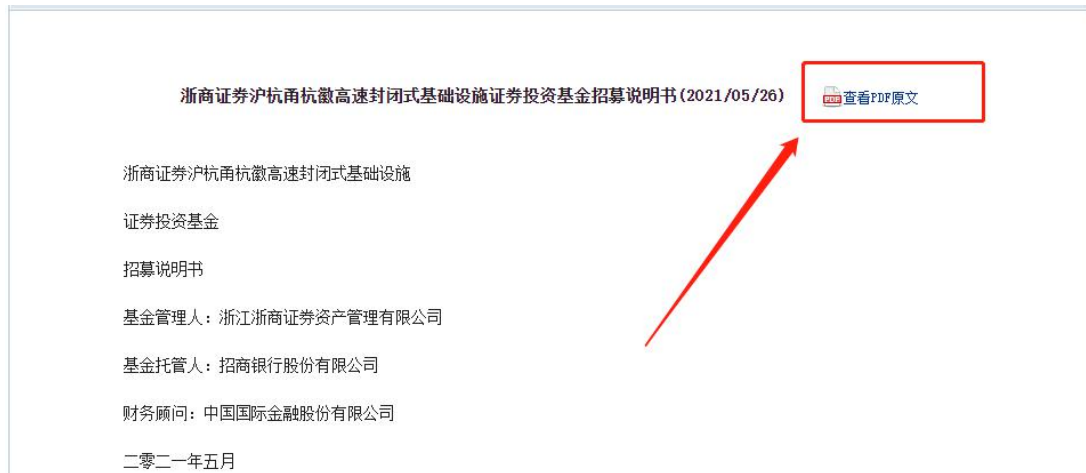 浙商证券沪杭甬杭徽高速封闭式基础设施证券投资基金招募说明书(2021/05/26)
查看PDF原文
浙商证券沪杭甬杭徽高速封闭式基础设施
证券投资基金
招募说明书
基金管理人：浙江浙商证券资产管理有限公司
基金托管人：招商银行股份有限公司
财务顾问：中国国际金融股份有限公司
二零二一年五月